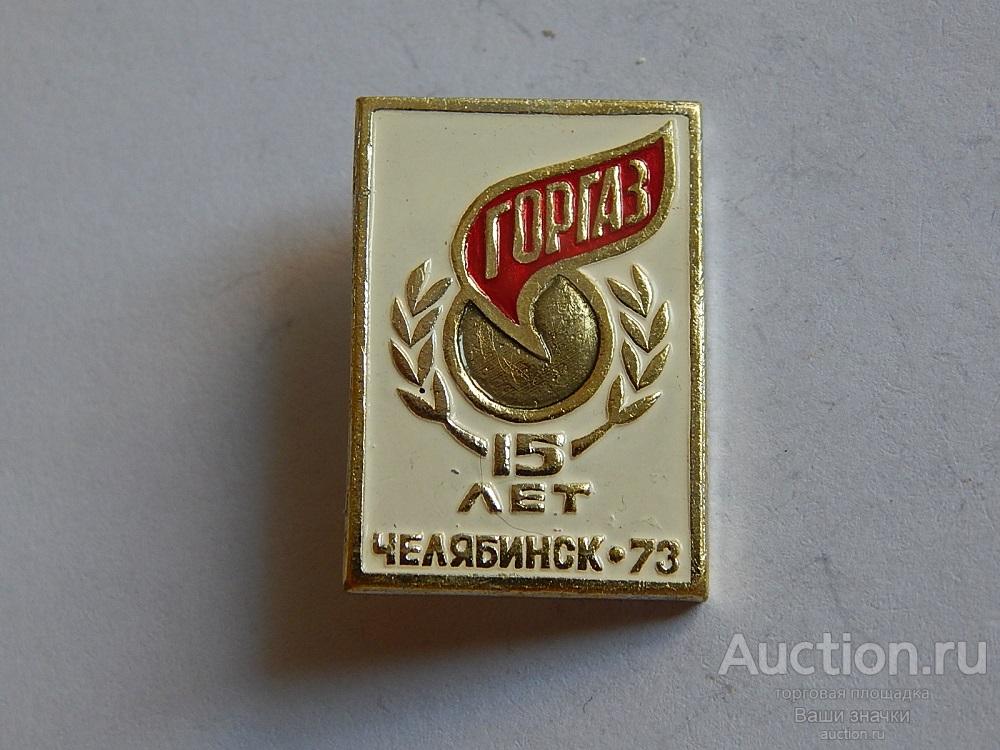 ГОРГАЗ
15
ЛЕТ
ЧЕЛЯБИНСК·73
Auction.ru
торговая площадка
Ваши значки
auction.ru